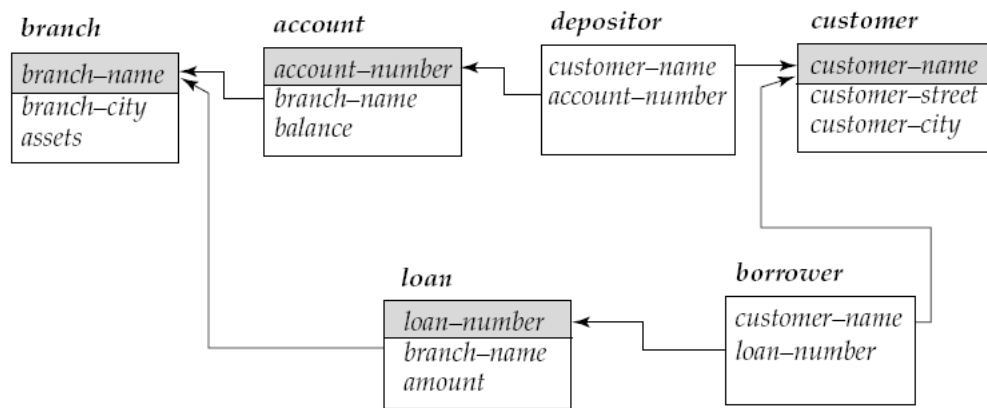 branch
branch–name
branch–city
assets
account
account–number
branch–name
balance
depositor
customer–name
account–number
customer
customer–name
customer–street
customer–city
loan
loan–number
branch–name
amount
borrower
customer–name
loan–number